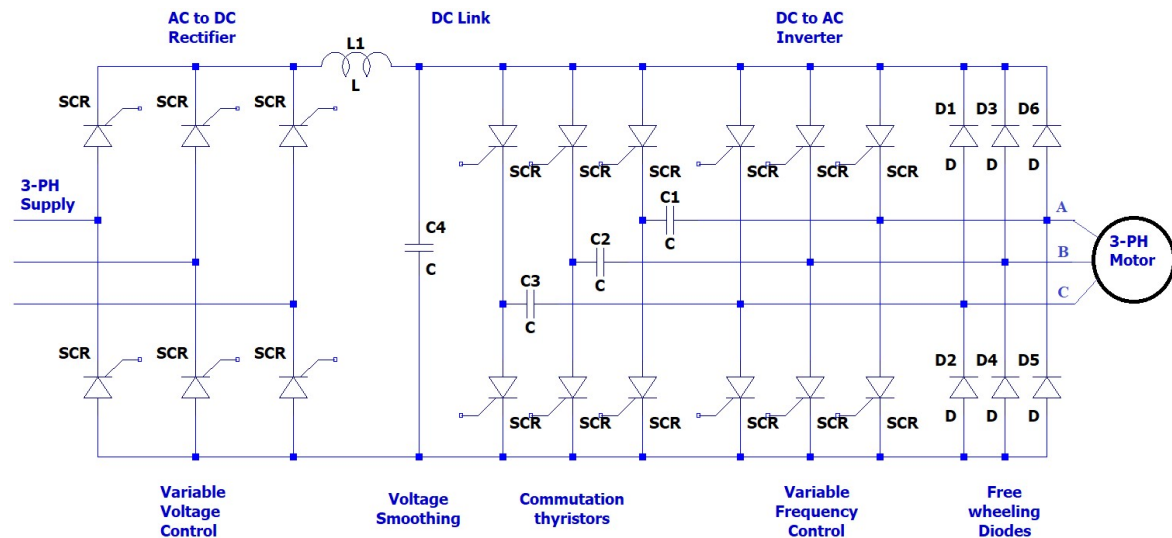 AC to DC
Rectifier
DC Link
DC to AC
Inverter
L1
L
SCR
SCR
SCR
D1
D3
D6
SCR
SCR
SCR
SCR
SCR
SCR
D
D
D
3-PH
Supply
C1
C
A
C4
C
C2
C
B
3-PH
Motor
C3
C
C
SCR
SCR
SCR
D2
D4
D5
SCR
SCR
SCR
SCR
SCR
SCR
D
D
D
Variable
Voltage
Control
Voltage
Smoothing
Commutation
thyristors
Variable
Frequency
Control
Free
wheeling
Diodes